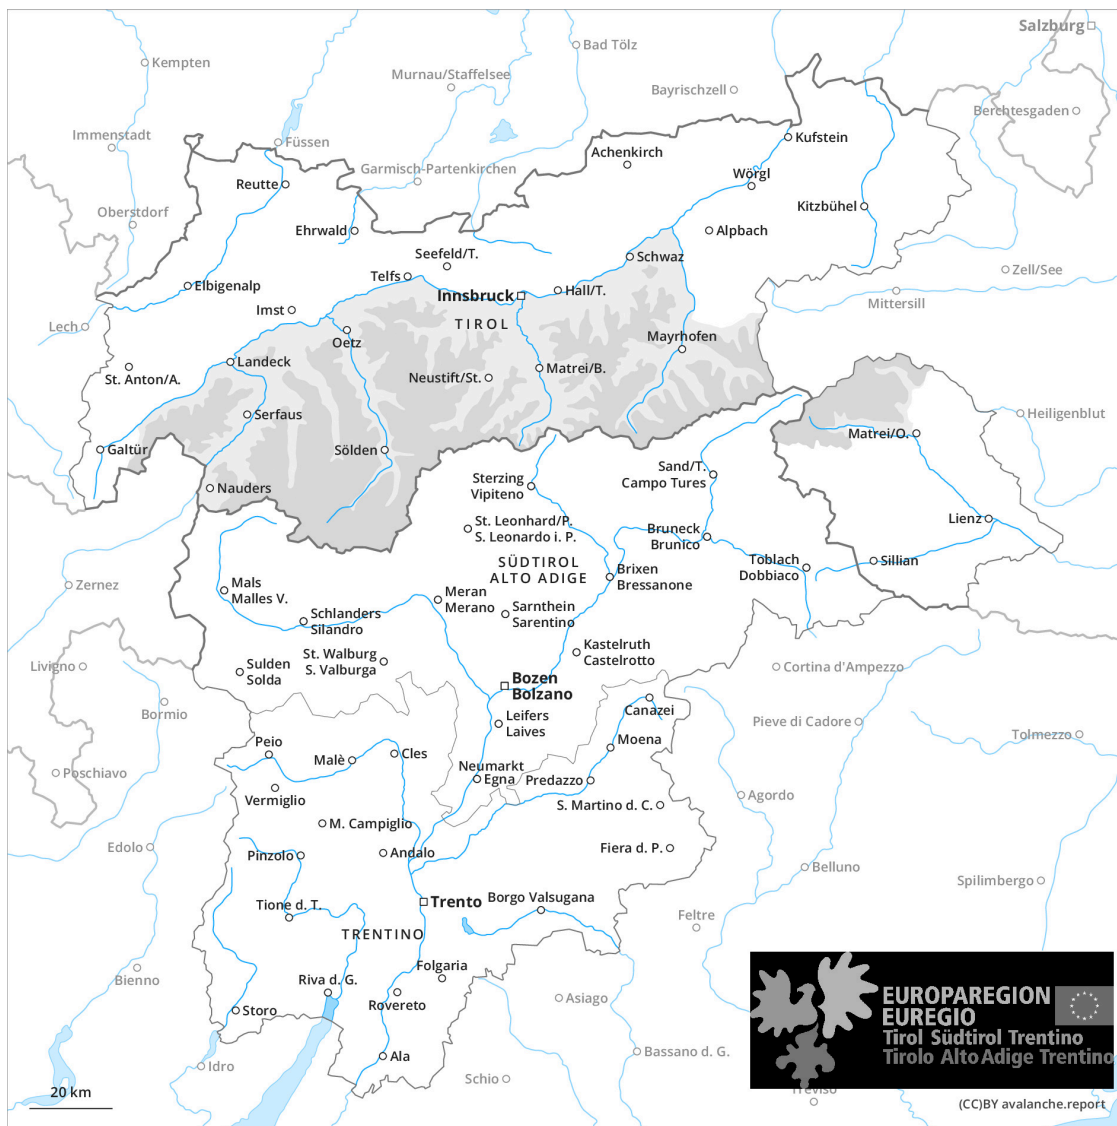 Salzburg
Bad Tölz
Kempten
Murnau/Staffelsee
Bayrischzell
Berchtesgaden
Immenstadt
Füssen
Kufstein
Achenkirch
Garmisch-Partenkirchen
Wörgl
Reutte
Kitzbühel
Oberstdorf
Ehrwald
Alpbach
Seefeld/T.
Schwaz
Zell/See
Telfs
Elbigenalp
Innsbruck
Hall/T.
Mittersill
Imst
TIROL
Lech
Oetz
Mayrhofen
Landeck
Matrei/B.
St. Anton/A.
Neustift/St.
Serfaus
Heiligenblut
Matrei/O.
Galtür
Sölden
Sand/T.
Campo Tures
Sterzing
Vipiteno
Nauders
Lienz
St. Leonhard/P.
S. Leonardo i. P.
Bruneck
Brunico
SÜDTIROL
ALTO ADIGE
Toblach
Dobbiaco
Sillian
Brixen
Bressanone
Zernez
Mals
Malles V.
Meran
Merano
Schlanders
Silandro
Sarnthein
Sarentino
St. Walburg
S. Valburga
Kastelruth
Castelrotto
Livigno
Sulden
Solda
Cortina d'Ampezzo
Bozen
Bolzano
Bormio
Canazei
Leifers
Laives
Pieve di Cadore
Tolmezzo
Peio
Cles
Moena
Malè
Poschiavo
Neumarkt
Egna
Predazzo
Vermiglio
Agordo
S. Martino d. C.
M. Campiglio
Edolo
Pinzolo
Andalo
Fiera d. P.
Belluno
Spilimbergo
Tione d. T.
Trento
Borgo Valsugana
Feltre
TRENTINO
Bienno
Folgaria
Riva d. G.
Rovereto
Asiago
Storo
EUROPAREGION
EUREGIO
Tirol Südtirol Trentino
Tirolo Alto Adige Trentino
Ala
Idro
Bassano d. G.
Schio
Treviso
20 km
(CC)BY avalanche.report